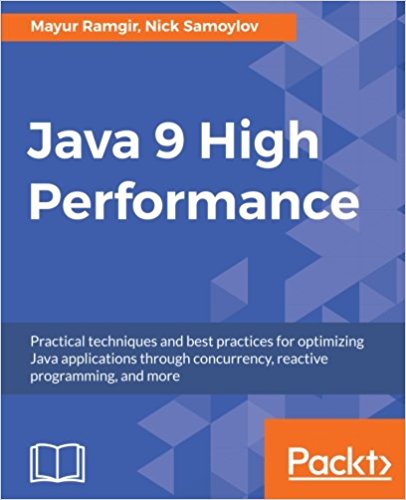 Mayur Ramgir, Nick Samoylov
Java 9 High
Performance
Practical techniques and best practices for optimizing
Java applications through concurrency, reactive
programming, and more
Packt>